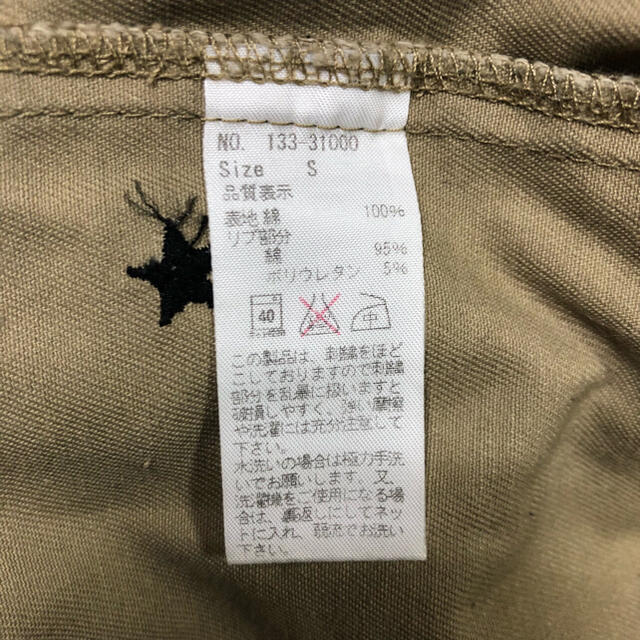 NO. 133-31000
Size S
品質表示
表地 綿 100%
リブ部分
綿 95%
ポリウレタン 5%
40 中
この製品は、刺繍をほど
こしておりますので刺繍
部分を乱暴に扱いますと
破損しやすく、強い摩擦
や洗濯には充分注意して
下さい。
水洗いの場合は極力手洗
いでお願いします。又、
洗濯機をご使用になる場
合は、裏返しにしてネッ
トに入れ、弱流でお洗い
下さい。